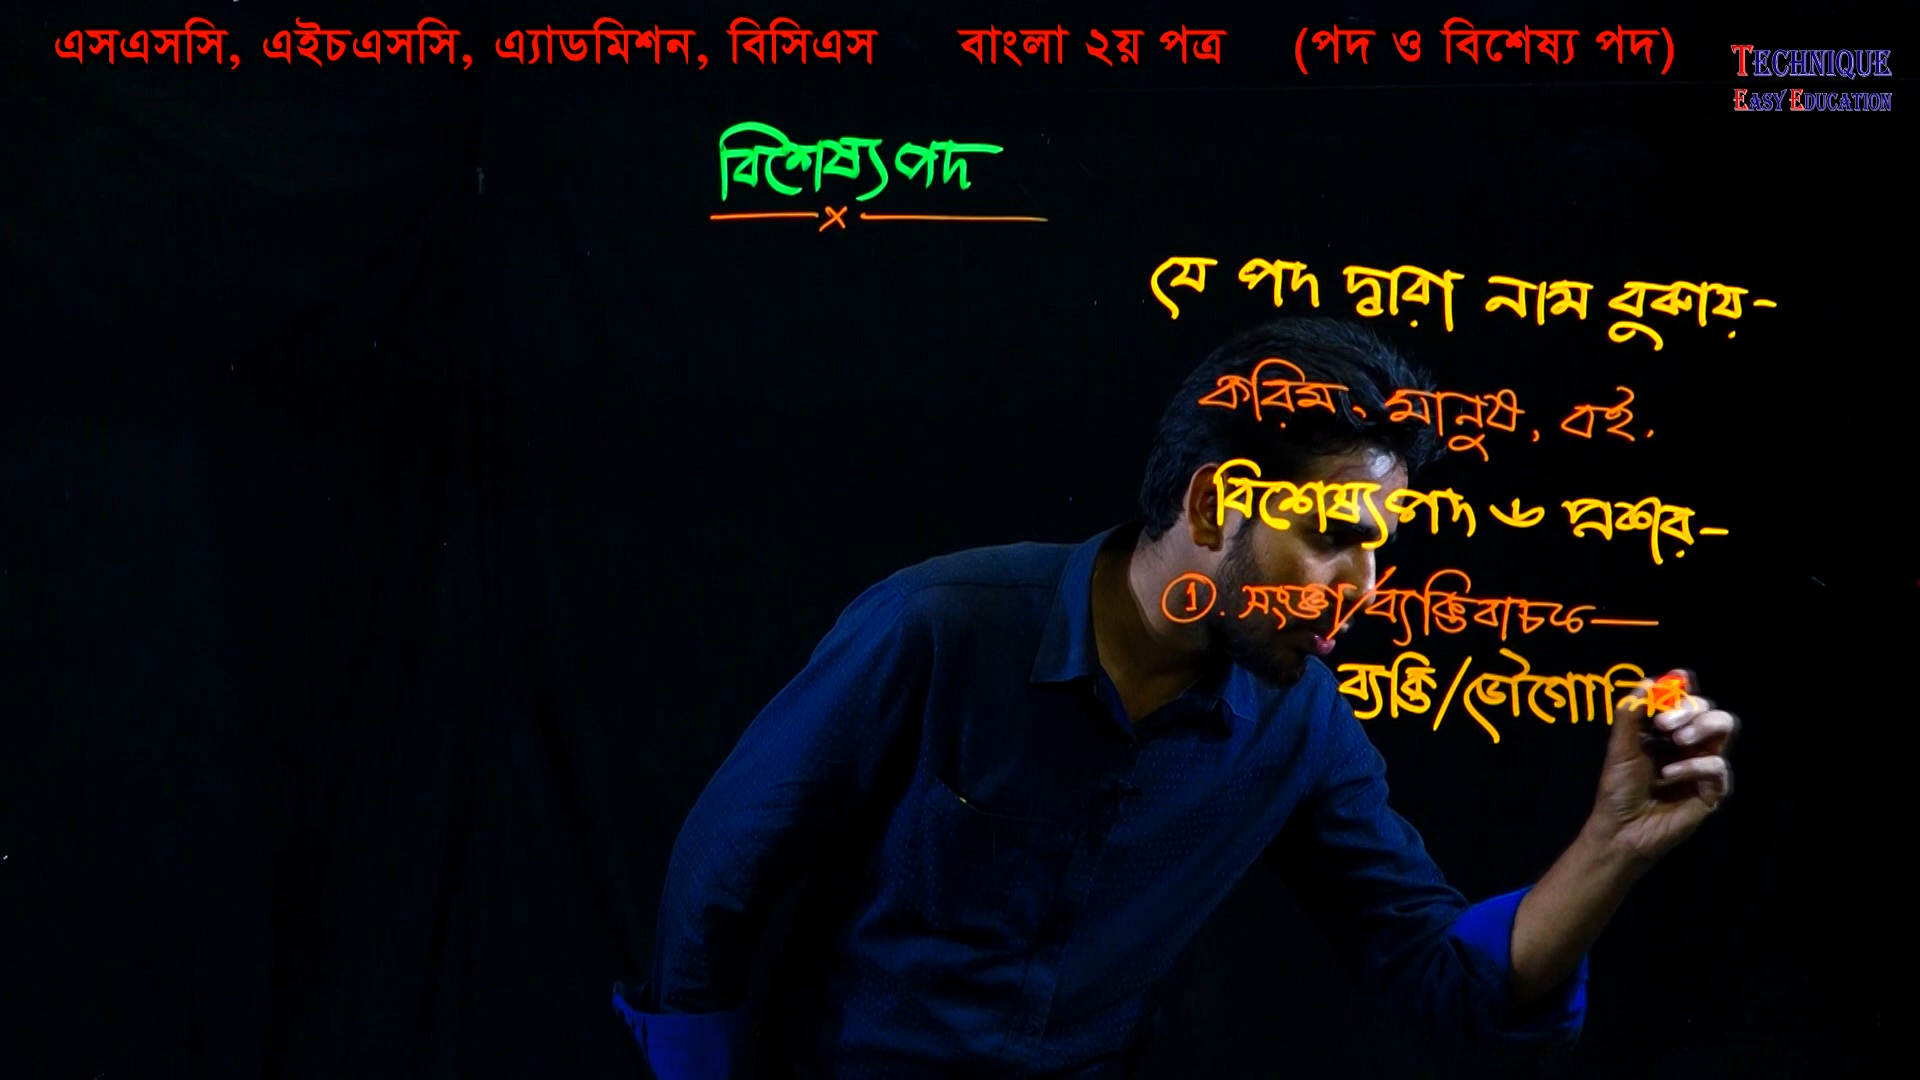 এসএসসি, এইচএসসি, এ্যাডমিশন, বিসিএস বাংলা ২য় পত্র (পদ ও বিশেষ্য পদ)
TECHNIQUE
EASY EDUCATION
বিশেষ্যপদ
যে পদ দ্বারা নাম বুঝায়-
করিম, মানুষ, বই.
বিশেষ্যপদ ৬ প্রকার-
①. সংজ্ঞা/ব্যক্তিবাচক—
ব্যক্তি/ভৌগোলিক